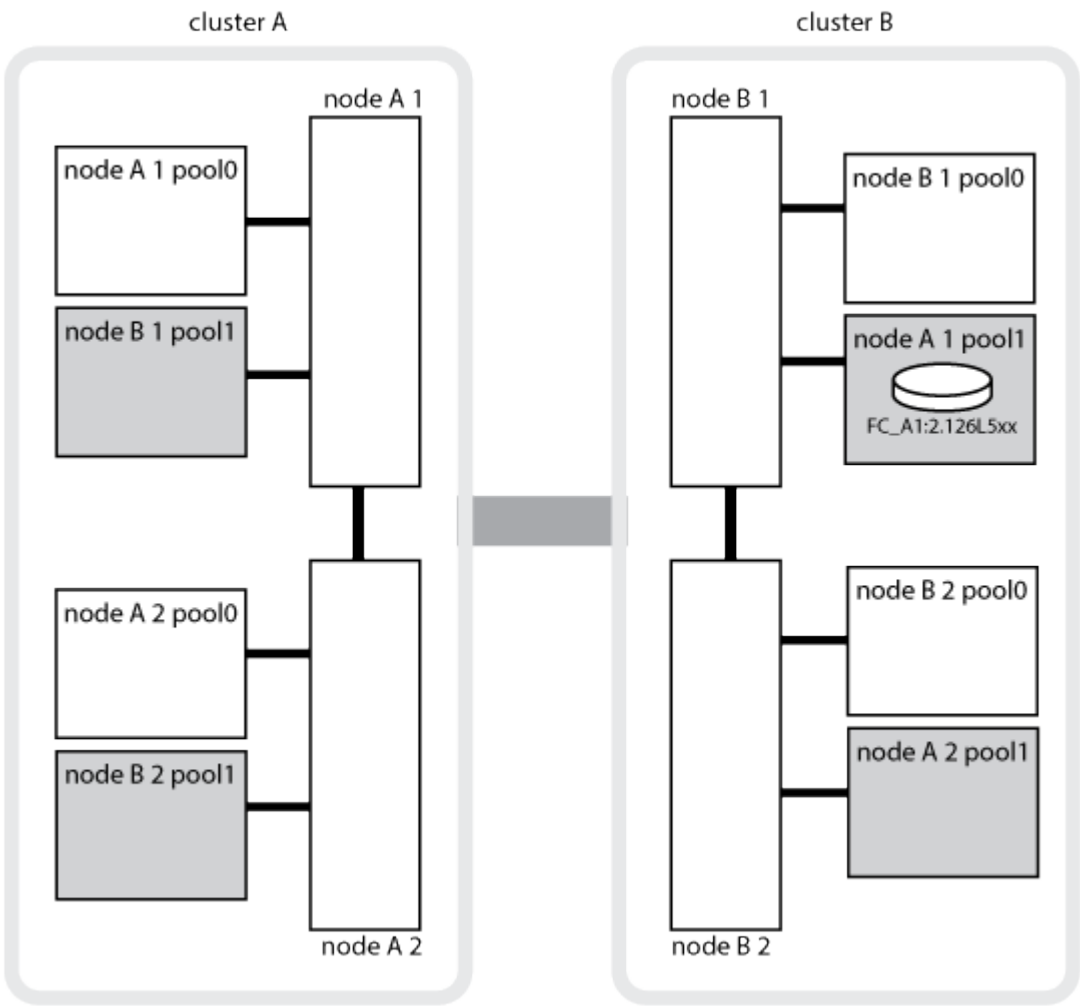 cluster A
cluster B
node A 1
node B 1
node A 1 pool0
node B 1 pool1
node B 1 pool0
node A 1 pool1
FC_A1:2.126L5xx
node A 2 pool0
node B 2 pool1
node B 2 pool0
node A 2 pool1
node A 2
node B 2